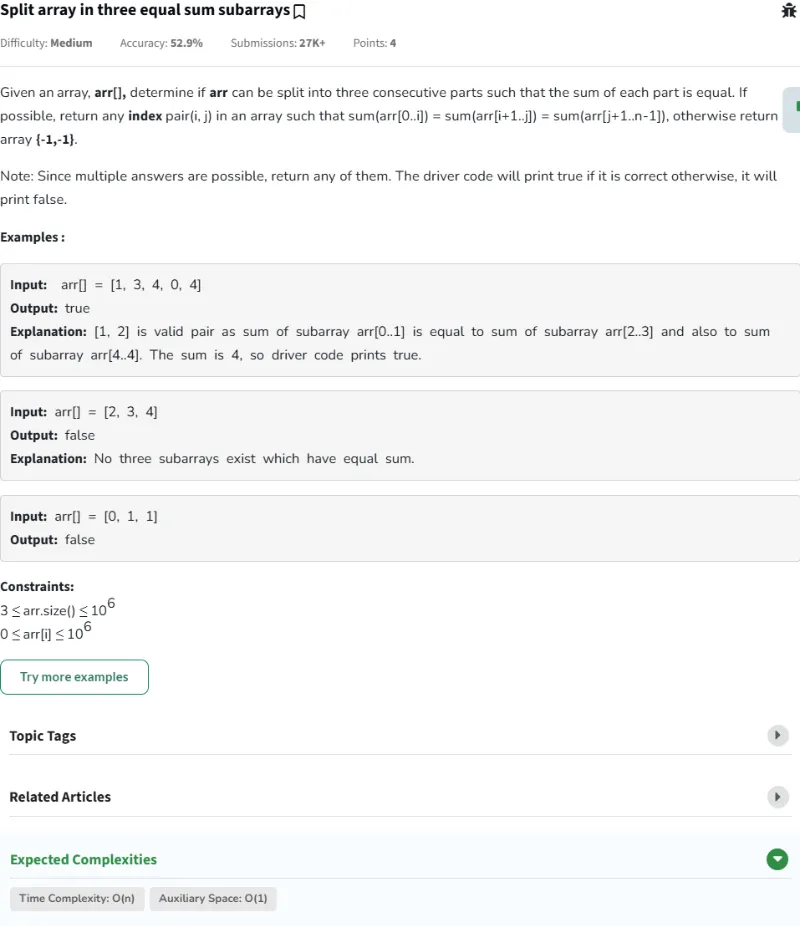 Split array in three equal sum subarrays
Difficulty: Medium Accuracy: 52.9% Submissions: 27K+ Points: 4
Given an array, arr[], determine if arr can be split into three consecutive parts such that the sum of each part is equal. If
possible, return any index pair(i, j) in an array such that sum(arr[0..i]) = sum(arr[i+1..j]) = sum(arr[j+1..n-1]), otherwise return
array {-1,-1}.
Note: Since multiple answers are possible, return any of them. The driver code will print true if it is correct otherwise, it will
print false.
Examples :
Input: arr[] = [1, 3, 4, 0, 4]
Output: true
Explanation: [1, 2] is valid pair as sum of subarray arr[0..1] is equal to sum of subarray arr[2..3] and also to sum
of subarray arr[4..4]. The sum is 4, so driver code prints true.
Input: arr[] = [2, 3, 4]
Output: false
Explanation: No three subarrays exist which have equal sum.
Input: arr[] = [0, 1, 1]
Output: false
Constraints:
3 ≤ arr.size() ≤ 10⁶
0 ≤ arr[i] ≤ 10⁶
Try more examples
Topic Tags
Related Articles
Expected Complexities
Time Complexity: O(n) Auxiliary Space: O(1)